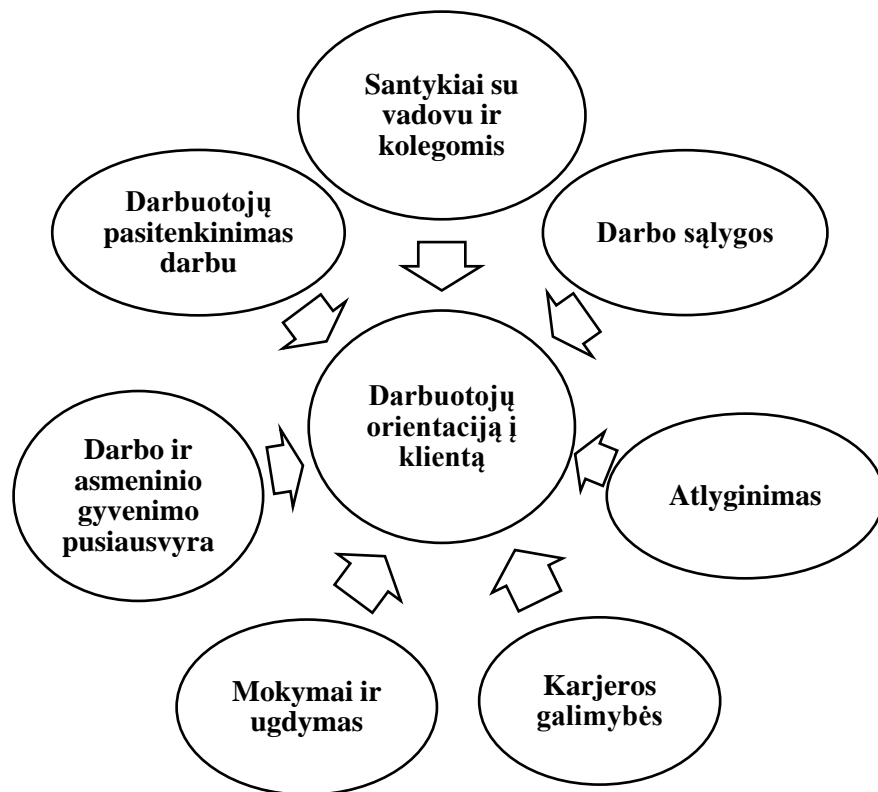 Santykiai su
vadovu ir
kolegomis
Darbuotojų
pasitenkinimas
darbu
Darbo sąlygos
Darbuotojų
orientaciją į
klientą
Darbo ir
asmeninio
gyvenimo
pusiausvyra
Atlyginimas
Mokymai ir
ugdymas
Karjeros
galimybės